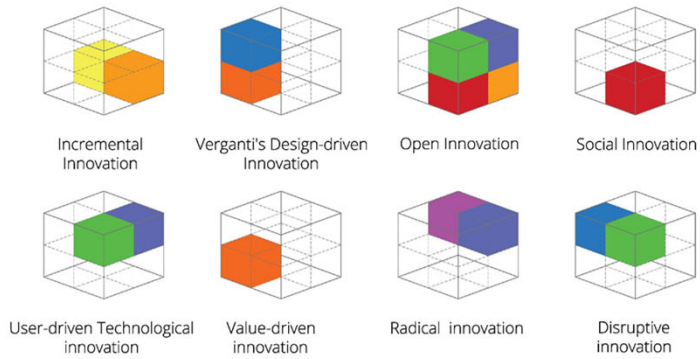 Incremental
Innovation
Verganti's Design-driven
Innovation
Open Innovation
Social Innovation
User-driven Technological
innovation
Value-driven
innovation
Radical innovation
Disruptive
innovation